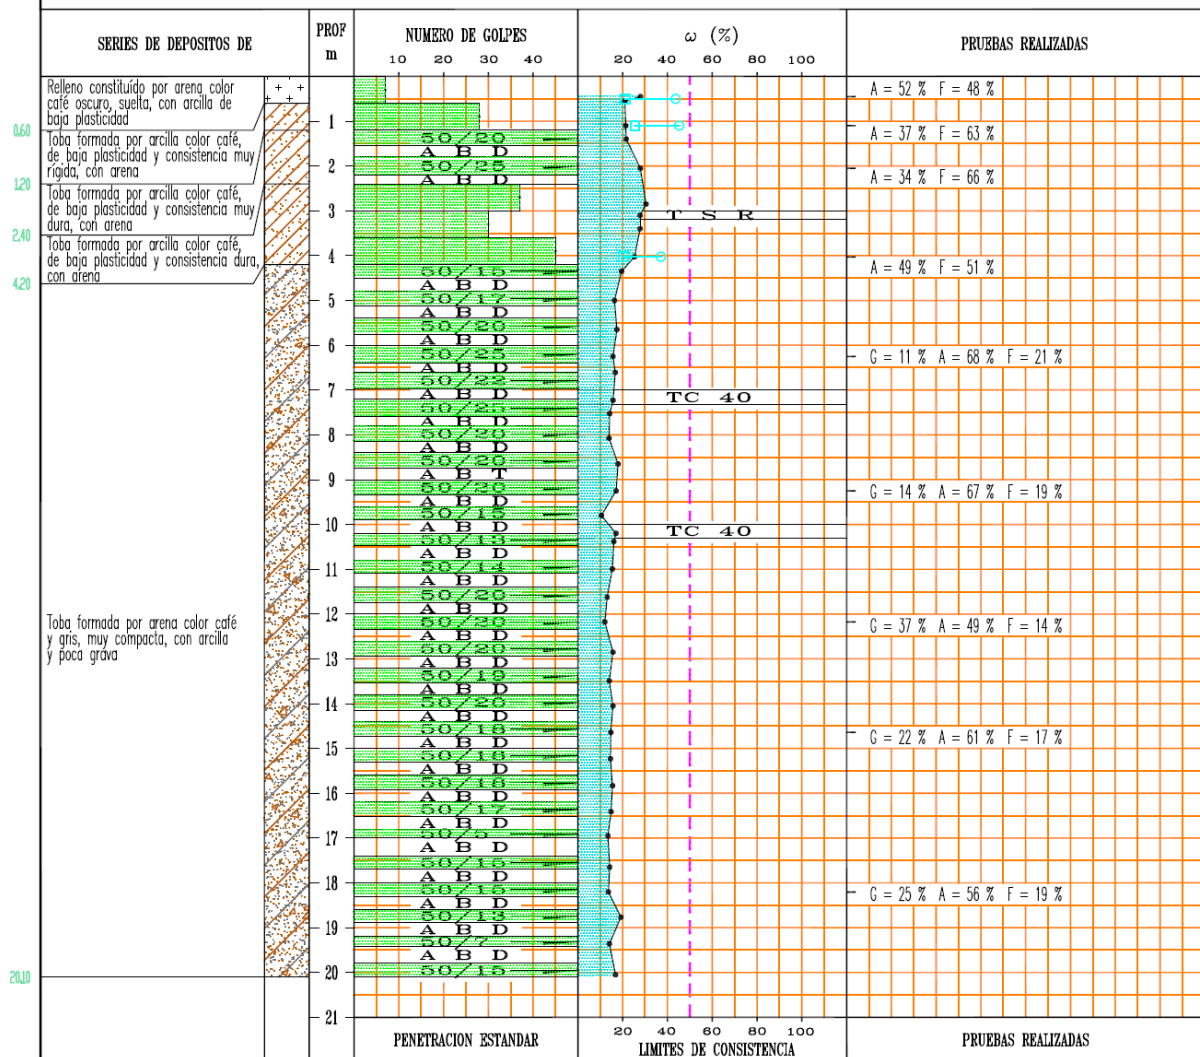 SERIES DE DEPOSITOS DE
PROF
m
NUMERO DE GOLPES
10 20 30 40
ω (%)
20 40 60 80 100
PRUEBAS REALIZADAS
Relleno constituído por arena color
café oscuro, suelta, con arcilla de
baja plasticidad
0,60
Toba formada por arcilla color café,
de baja plasticidad y consistencia muy
rígida, con arena
1,20
Toba formada por arcilla color café,
de baja plasticidad y consistencia muy
dura, con arena
2,40
Toba formada por arcilla color café,
de baja plasticidad y consistencia dura,
con arena
4,20
Toba formada por arena color café
y gris, muy compacta, con arcilla
y poca grava
20,10
1
2
3
4
5
6
7
8
9
10
11
12
13
14
15
16
17
18
19
20
21
50/20
A B D
50/25
A B D
50/15
A B D
50/17
A B D
50/20
A B D
50/25
A B D
50/22
A B D
50/25
A B D
50/20
A B D
50/20
A B T
50/20
A B D
50/15
A B D
50/13
A B D
50/14
A B D
50/20
A B D
50/20
A B D
50/20
A B D
50/19
A B D
50/20
A B D
50/18
A B D
50/18
A B D
50/18
A B D
50/17
A B D
50/5
A B D
50/15
A B D
50/15
A B D
50/13
A B D
50/7
A B D
50/15
T S R
TC 40
TC 40
A = 52 % F = 48 %
A = 37 % F = 63 %
A = 34 % F = 66 %
A = 49 % F = 51 %
G = 11 % A = 68 % F = 21 %
G = 14 % A = 67 % F = 19 %
G = 37 % A = 49 % F = 14 %
G = 22 % A = 61 % F = 17 %
G = 25 % A = 56 % F = 19 %
PENETRACION ESTANDAR
20 40 60 80 100
LIMITES DE CONSISTENCIA
PRUEBAS REALIZADAS